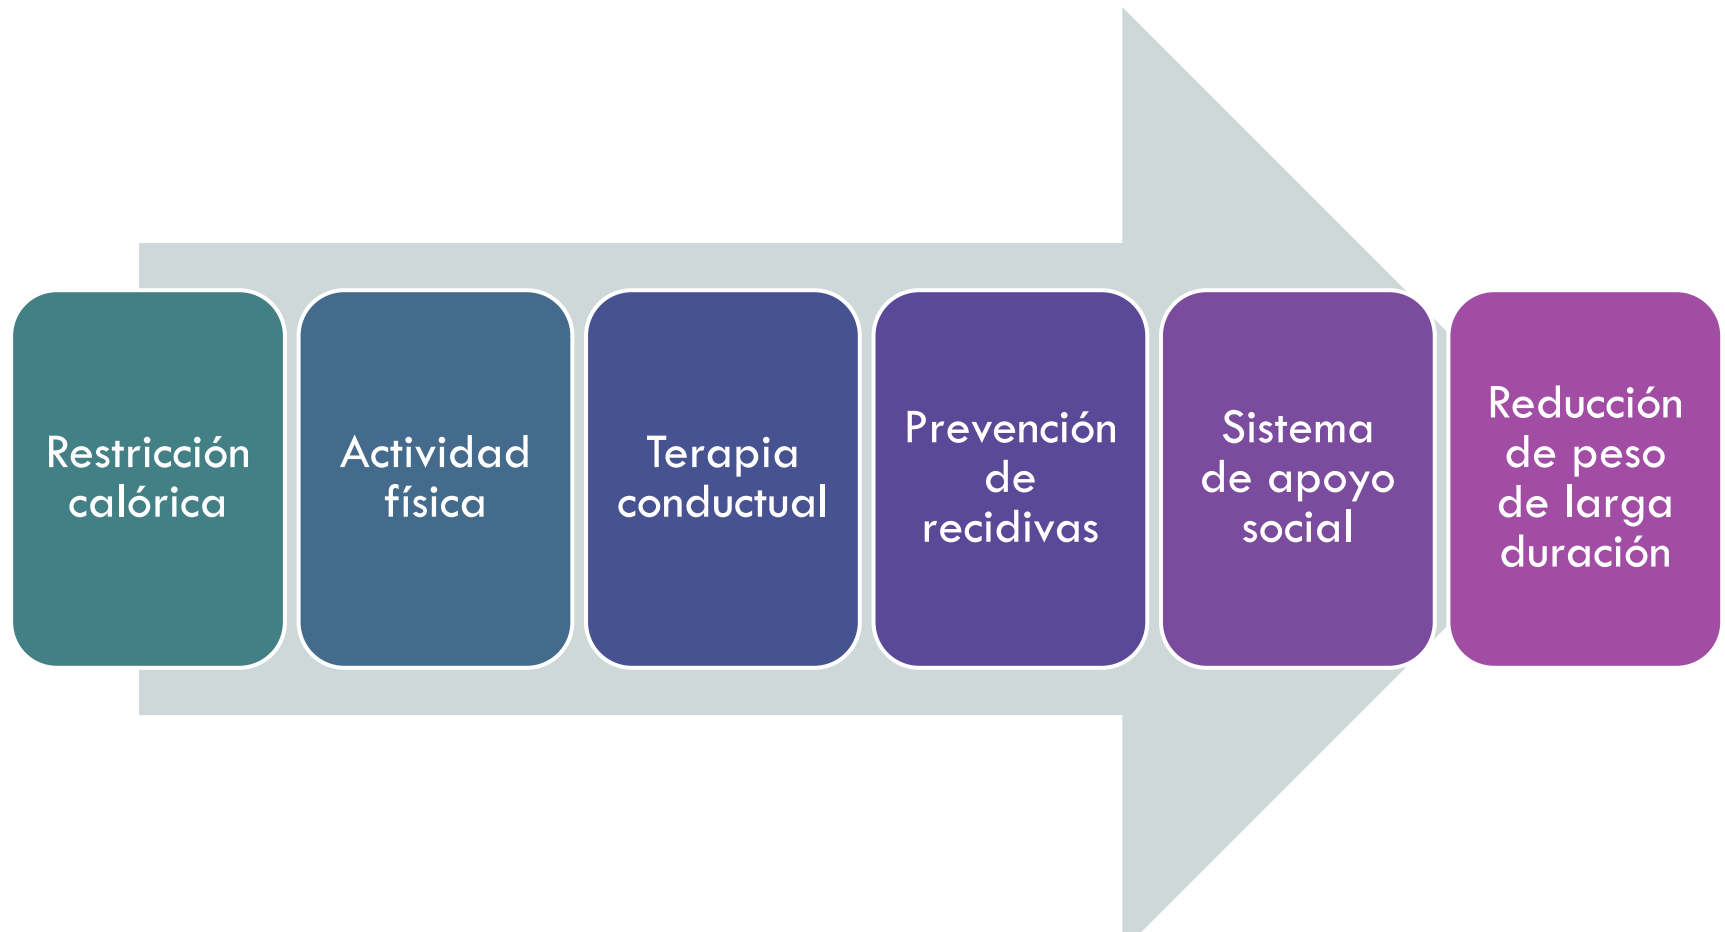 Restricción
calórica
Actividad
física
Terapia
conductual
Prevención
de
recidivas
Sistema
de apoyo
social
Reducción
de peso
de larga
duración